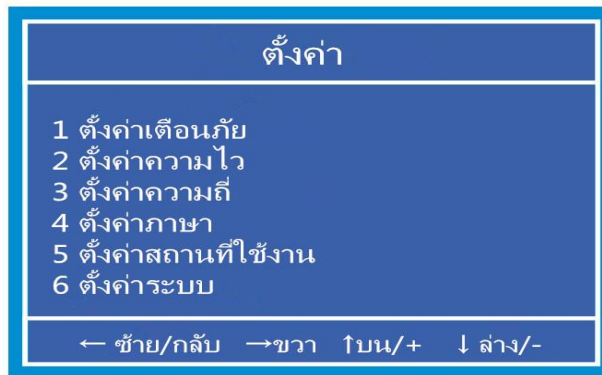 ตั้งค่า
1 ตั้งค่าเตือนภัย
2 ตั้งค่าความไว
3 ตั้งค่าความถี่
4 ตั้งค่าภาษา
5 ตั้งค่าสถานที่ใช้งาน
6 ตั้งค่าระบบ
← ซ้าย/กลับ →ขวา ↑บน/+ ↓ ล่าง/-